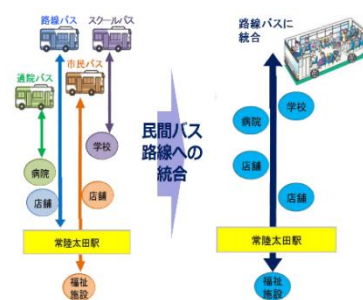 路線バス
スクールバス
通院バス
市民バス
学校
病院
店舗
店舗
常陸太田駅
福祉
施設
民間バス
路線への
統合
路線バスに
統合
学校
病院
店舗
店舗
常陸太田駅
福祉
施設